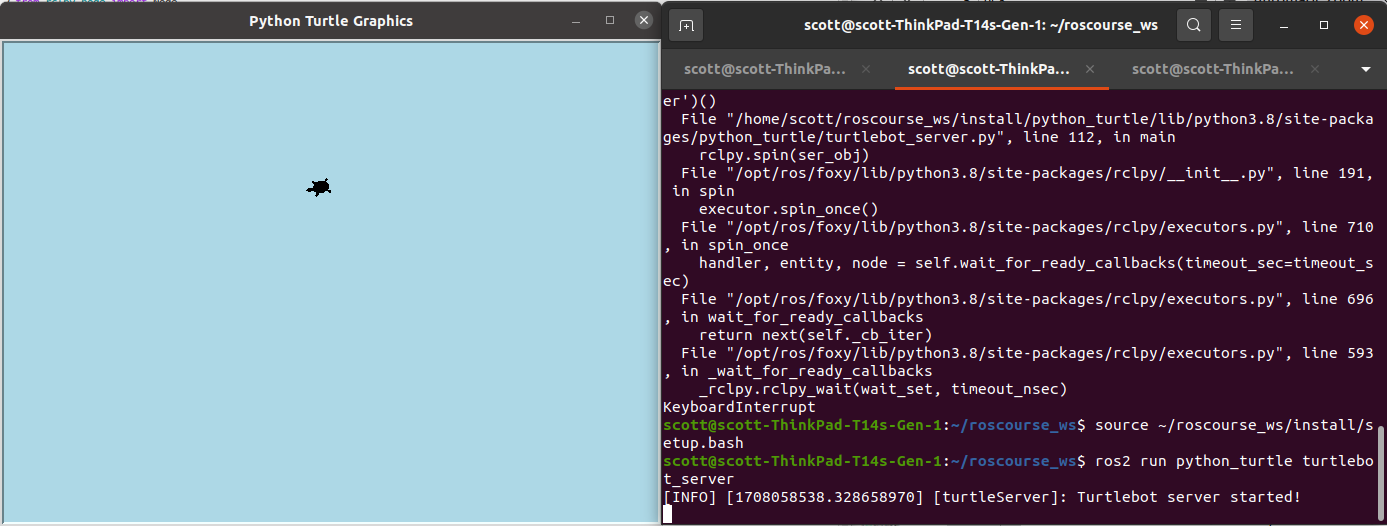 Python Turtle Graphics
scott@scott-ThinkPad-T14s-Gen-1: ~/roscourse_ws
scott@scott-ThinkPa...
scott@scott-ThinkPa...
scott@scott-ThinkPa...
er')()
  File "/home/scott/roscourse_ws/install/python_turtle/lib/python3.8/site-packa
ges/python_turtle/turtlebot_server.py", line 112, in main
    rclpy.spin(ser_obj)
  File "/opt/ros/foxy/lib/python3.8/site-packages/rclpy/__init__.py", line 191,
 in spin
    executor.spin_once()
  File "/opt/ros/foxy/lib/python3.8/site-packages/rclpy/executors.py", line 710
, in spin_once
    handler, entity, node = self.wait_for_ready_callbacks(timeout_sec=timeout_s
ec)
  File "/opt/ros/foxy/lib/python3.8/site-packages/rclpy/executors.py", line 696
, in wait_for_ready_callbacks
    return next(self._cb_iter)
  File "/opt/ros/foxy/lib/python3.8/site-packages/rclpy/executors.py", line 593
, in _wait_for_ready_callbacks
    _rclpy.rclpy_wait(wait_set, timeout_nsec)
KeyboardInterrupt
scott@scott-ThinkPad-T14s-Gen-1:~/roscourse_ws$ source ~/roscourse_ws/install/s
etup.bash
scott@scott-ThinkPad-T14s-Gen-1:~/roscourse_ws$ ros2 run python_turtle turtlebo
t_server
[INFO] [1708058538.328658970] [turtleServer]: Turtlebot server started!